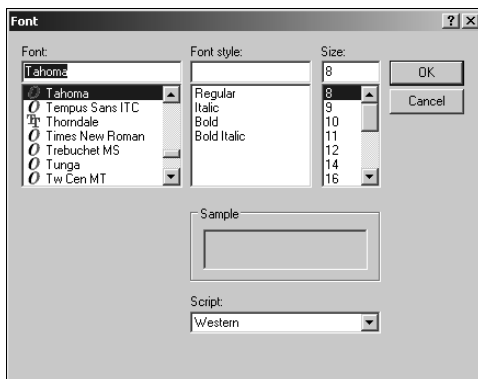 Font
Font:
Font style:
Size:
Tahoma
8
OK
Cancel
Tahoma
Tempus Sans ITC
Thorndale
Times New Roman
Trebuchet MS
Tunga
Tw Cen MT
Regular
Italic
Bold
Bold Italic
8
9
10
11
12
14
16
Sample
Script:
Western